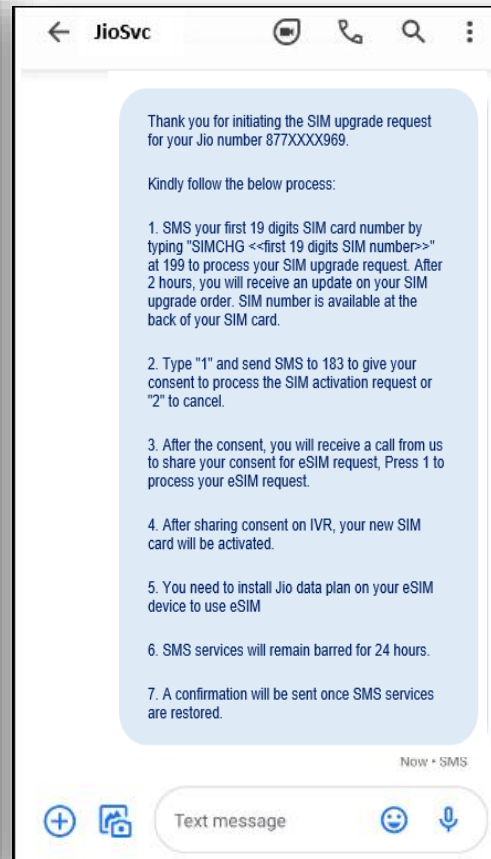 JioSvc
Thank you for initiating the SIM upgrade request
for your Jio number 877XXXX969.
Kindly follow the below process:
1. SMS your first 19 digits SIM card number by
typing "SIMCHG <<first 19 digits SIM number>>"
at 199 to process your SIM upgrade request. After
2 hours, you will receive an update on your SIM
upgrade order. SIM number is available at the
back of your SIM card.
2. Type "1" and send SMS to 183 to give your
consent to process the SIM activation request or
"2" to cancel.
3. After the consent, you will receive a call from us
to share your consent for eSIM request, Press 1 to
process your eSIM request.
4. After sharing consent on IVR, your new SIM
card will be activated.
5. You need to install Jio data plan on your eSIM
device to use eSIM
6. SMS services will remain barred for 24 hours.
7. A confirmation will be sent once SMS services
are restored.
Now • SMS
Text message